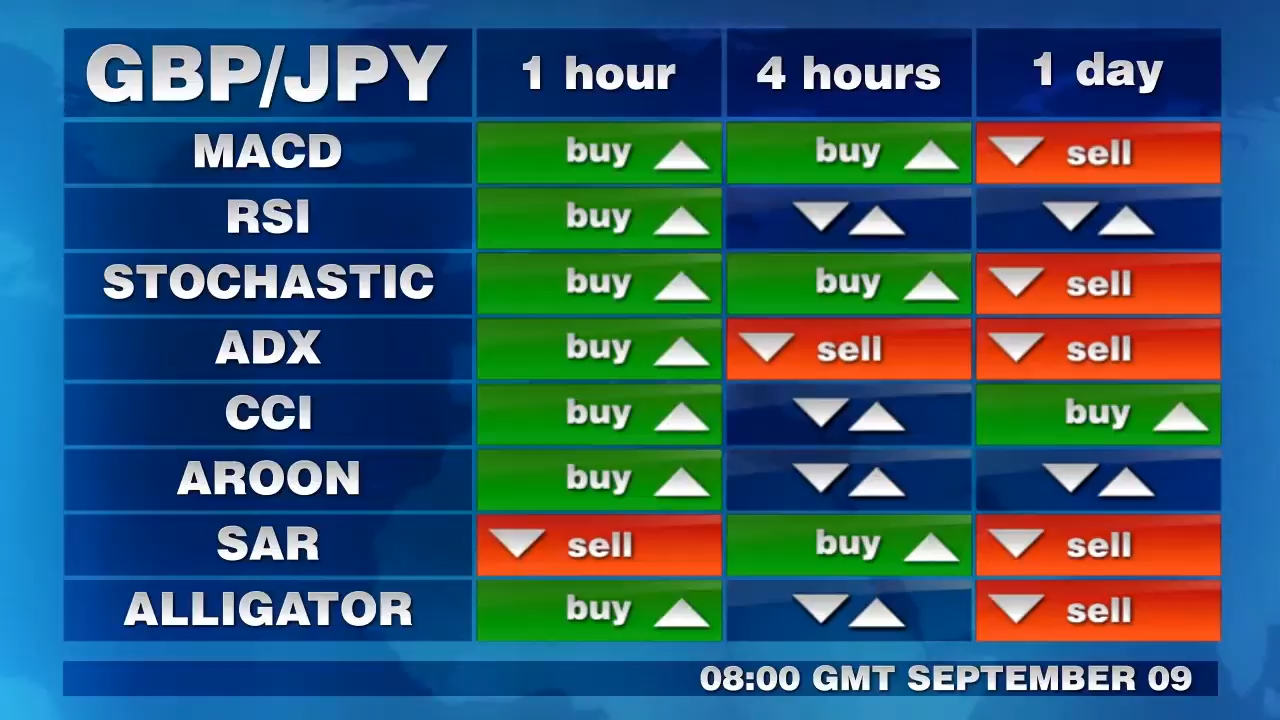 GBP/JPY 1 hour 4 hours 1 day
MACD buy buy sell
RSI buy
STOCHASTIC buy buy sell
ADX buy sell sell
CCI buy buy
AROON buy
SAR sell buy sell
ALLIGATOR buy sell
08:00 GMT SEPTEMBER 09